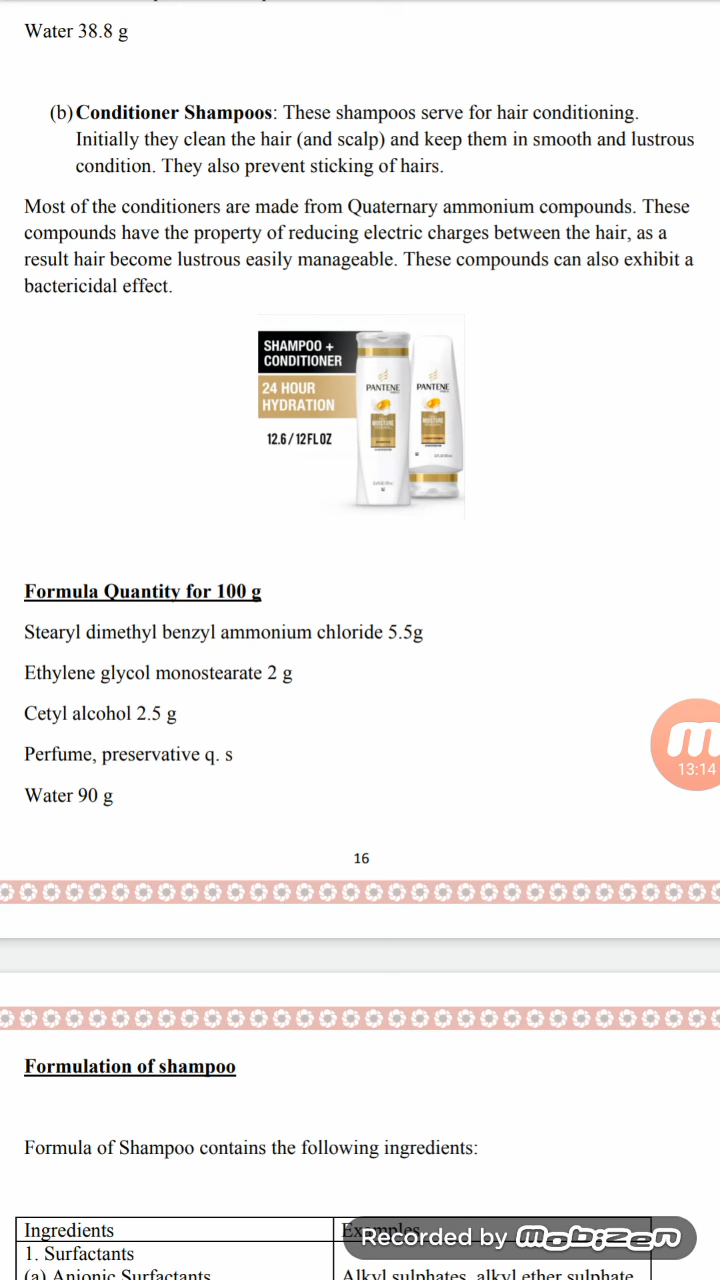 Water 38.8 g
(b) Conditioner Shampoos: These shampoos serve for hair conditioning.
Initially they clean the hair (and scalp) and keep them in smooth and lustrous
condition. They also prevent sticking of hairs.
Most of the conditioners are made from Quaternary ammonium compounds. These
compounds have the property of reducing electric charges between the hair, as a
result hair become lustrous easily manageable. These compounds can also exhibit a
bactericidal effect.
SHAMPOO +
CONDITIONER
24 HOUR
HYDRATION
12.6/12FLOZ
PANTENE
PANTENE
MOISTURE
MOISTURE
Formula Quantity for 100 g
Stearyl dimethyl benzyl ammonium chloride 5.5g
Ethylene glycol monostearate 2 g
Cetyl alcohol 2.5 g
Perfume, preservative q. s
Water 90 g
13:14
16
Formulation of shampoo
Formula of Shampoo contains the following ingredients:
Ingredients
Examples
1. Surfactants
(a) Anionic Surfactants
Alkyl sulphates, alkyl ether sulphate
Recorded by mobizen